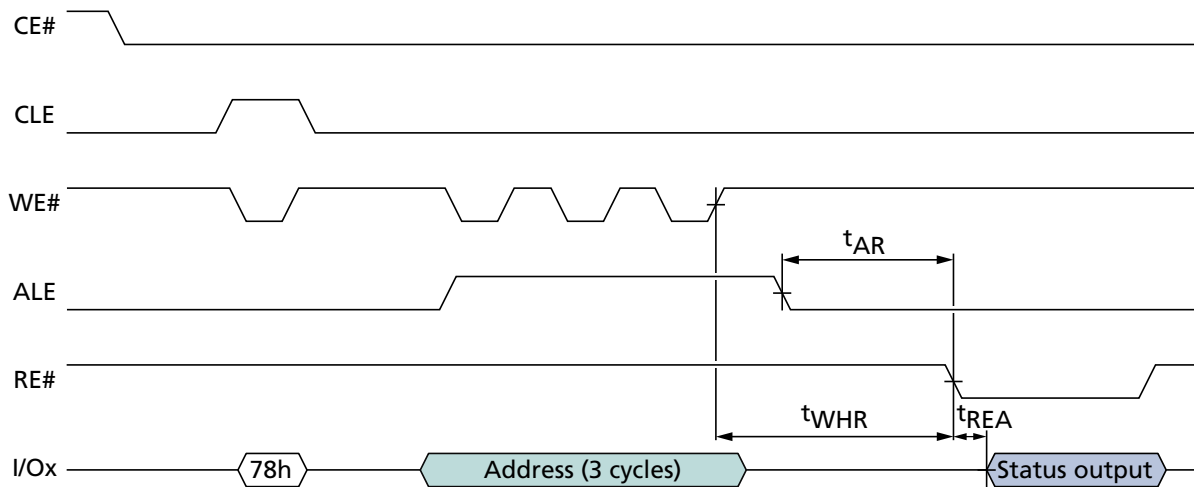 CE#
CLE
WE#
tAR
ALE
RE#
tWHR
tREA
I/Ox
78h
Address (3 cycles)
Status output